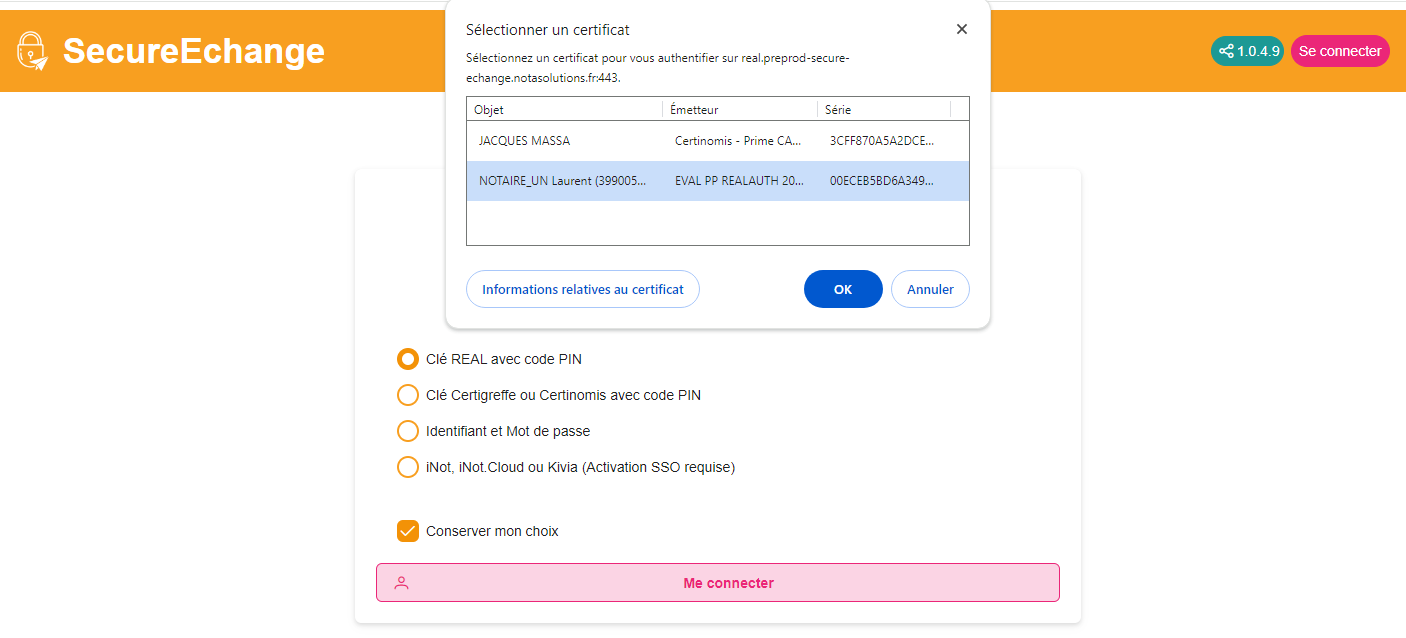 SecureEchange
1.0.4.9
Se connecter
Sélectionner un certificat
Sélectionnez un certificat pour vous authentifier sur real.preprod-secure-
echange.notasolutions.fr:443.
Objet Émetteur Série
JACQUES MASSA Certinomis - Prime CA... 3CFF870A5A2DCE...
NOTAIRE_UN Laurent (399005... EVAL PP REALAUTH 20... 00ECEB5BD6A349...
Informations relatives au certificat OK Annuler
Clé REAL avec code PIN
Clé Certigreffe ou Certinomis avec code PIN
Identifiant et Mot de passe
iNot, iNot.Cloud ou Kivia (Activation SSO requise)
Conserver mon choix
Me connecter